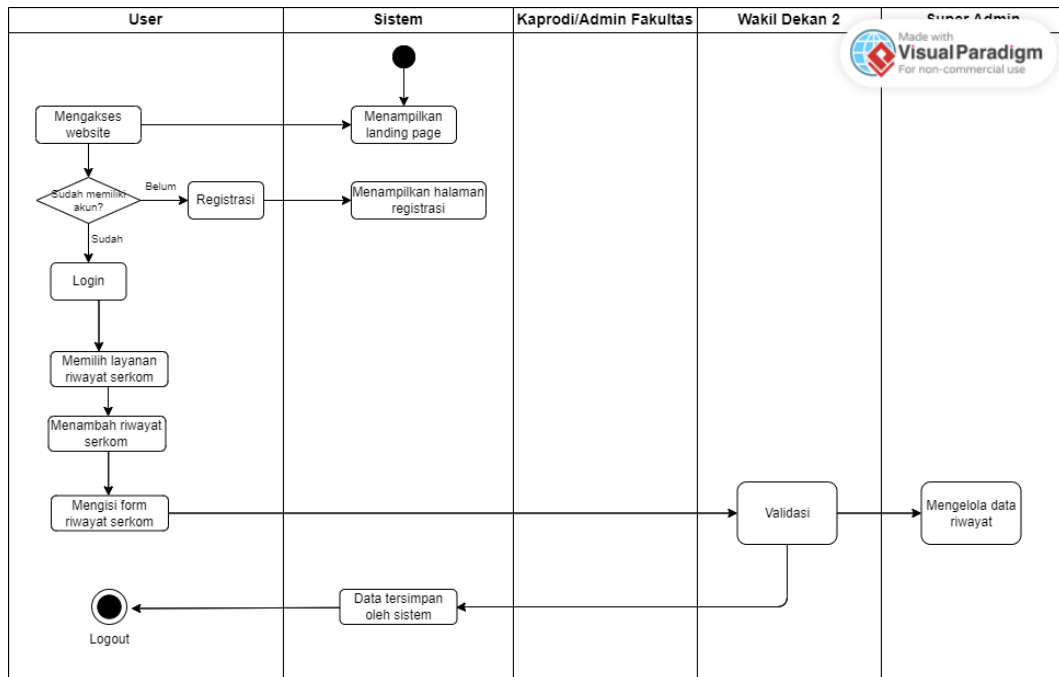 User
Sistem
Kaprodi/Admin Fakultas
Wakil Dekan 2
Super Admin
Made with
Visual Paradigm
For non-commercial use
Mengakses
website
Menampilkan
landing page
Sudah memiliki
akun?
Belum
Registrasi
Menampilkan halaman
registrasi
Sudah
Login
Memilih layanan
riwayat serkom
Menambah riwayat
serkom
Mengisi form
riwayat serkom
Validasi
Mengelola data
riwayat
Data tersimpan
oleh sistem
Logout